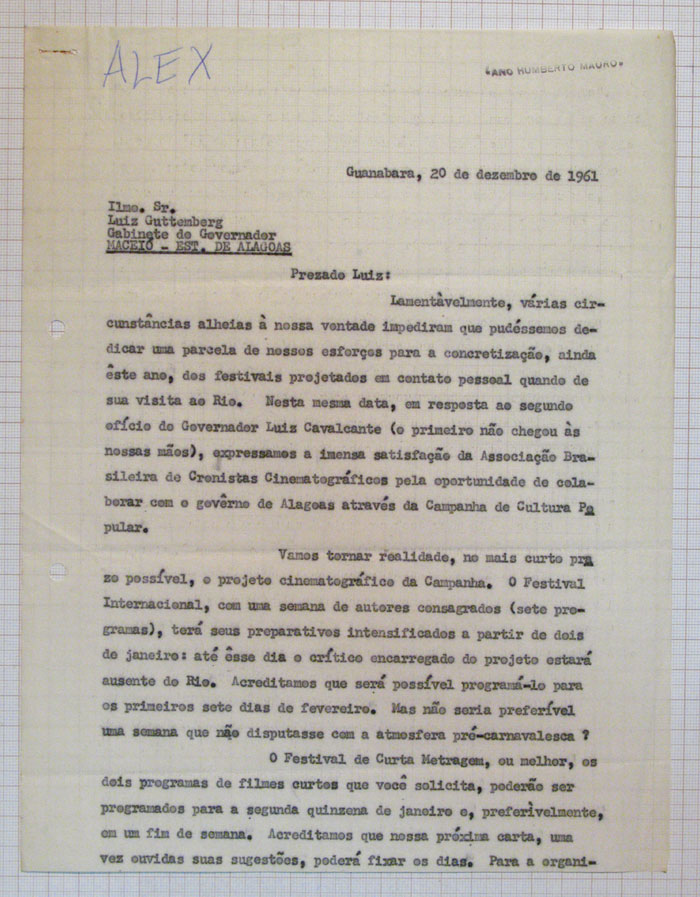 ALEX
"ANO HUMBERTO MAURO"
Guanabara, 20 de dezembro de 1961
Ilmo. Sr.
Luiz Guttemberg
Gabinete do Governador
MACEIÓ - EST. DE ALAGOAS
Prezado Luiz:
Lamentàvelmente, várias cir-
cunstâncias alheias à nossa vontade impediram que pudéssemos de-
dicar uma parcela de nossos esforços para a concretização, ainda
êste ano, dos festivais projetados em contato pessoal quando de
sua visita ao Rio. Nesta mesma data, em resposta ao segundo
ofício do Governador Luiz Cavalcante (o primeiro não chegou às
nossas mãos), expressamos a imensa satisfação da Associação Bra-
sileira de Cronistas Cinematográficos pela oportunidade de cola-
borar com o govêrno de Alagoas através da Campanha de Cultura Po
pular.
Vamos tornar realidade, no mais curto pra
zo possível, o projeto cinematográfico da Campanha. O Festival
Internacional, com uma semana de autores consagrados (sete pro-
gramas), terá seus preparativos intensificados a partir de dois
de janeiro: até êsse dia o crítico encarregado do projeto estará
ausente do Rio. Acreditamos que será possível programá-lo para
os primeiros sete dias de fevereiro. Mas não seria preferível
uma semana que não disputasse com a atmosfera pré-carnavalesca ?
O Festival de Curta Metragem, ou melhor, os
dois programas de filmes curtos que você solicita, poderão ser
programados para a segunda quinzena de janeiro e, preferìvelmente,
em um fim de semana. Acreditamos que nossa próxima carta, uma
vez ouvidas suas sugestões, poderá fixar os dias. Para a organi-